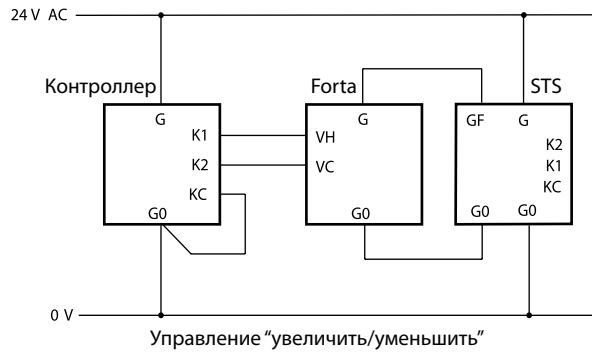 24 V AC
Контроллер
Forta
STS
G
G
GF
G
K1
VH
K2
K2
VC
K1
KC
KC
G0
G0
G0
G0
0 V
Управление “увеличить/уменьшить”